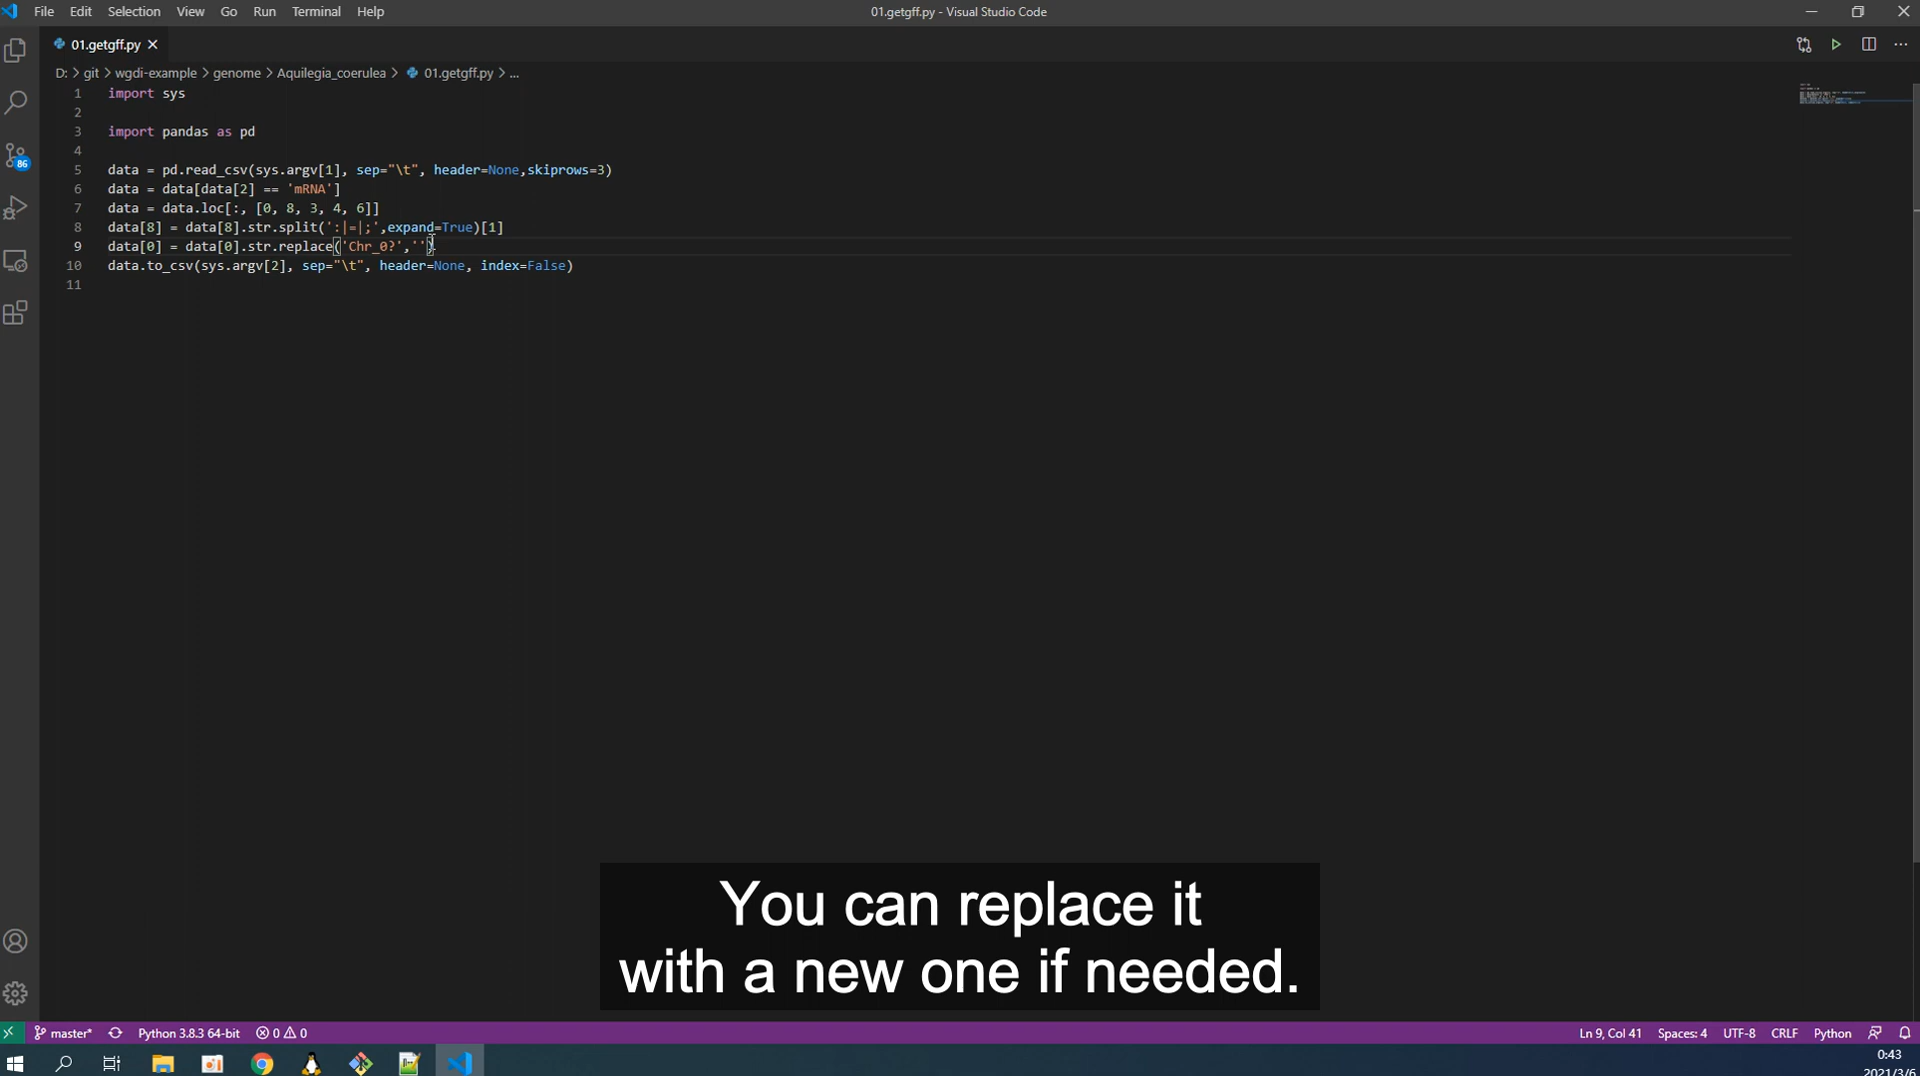 File Edit Selection View Go Run Terminal Help
01.getgff.py - Visual Studio Code
01.getgff.py
D: > git > wgdi-example > genome > Aquilegia_coerulea > 01.getgff.py > ...
1 import sys
2
3 import pandas as pd
4
5 data = pd.read_csv(sys.argv[1], sep="\t", header=None,skiprows=3)
6 data = data[data[2] == 'mRNA']
7 data = data.loc[:, [0, 8, 3, 4, 6]]
8 data[8] = data[8].str.split(':|=|;',expand=True)[1]
9 data[0] = data[0].str.replace('Chr_0?','')
10 data.to_csv(sys.argv[2], sep="\t", header=None, index=False)
11
86
You can replace it
with a new one if needed.
master* Python 3.8.3 64-bit 0 0 Ln 9, Col 41 Spaces: 4 UTF-8 CRLF Python
0:43
2021/3/6